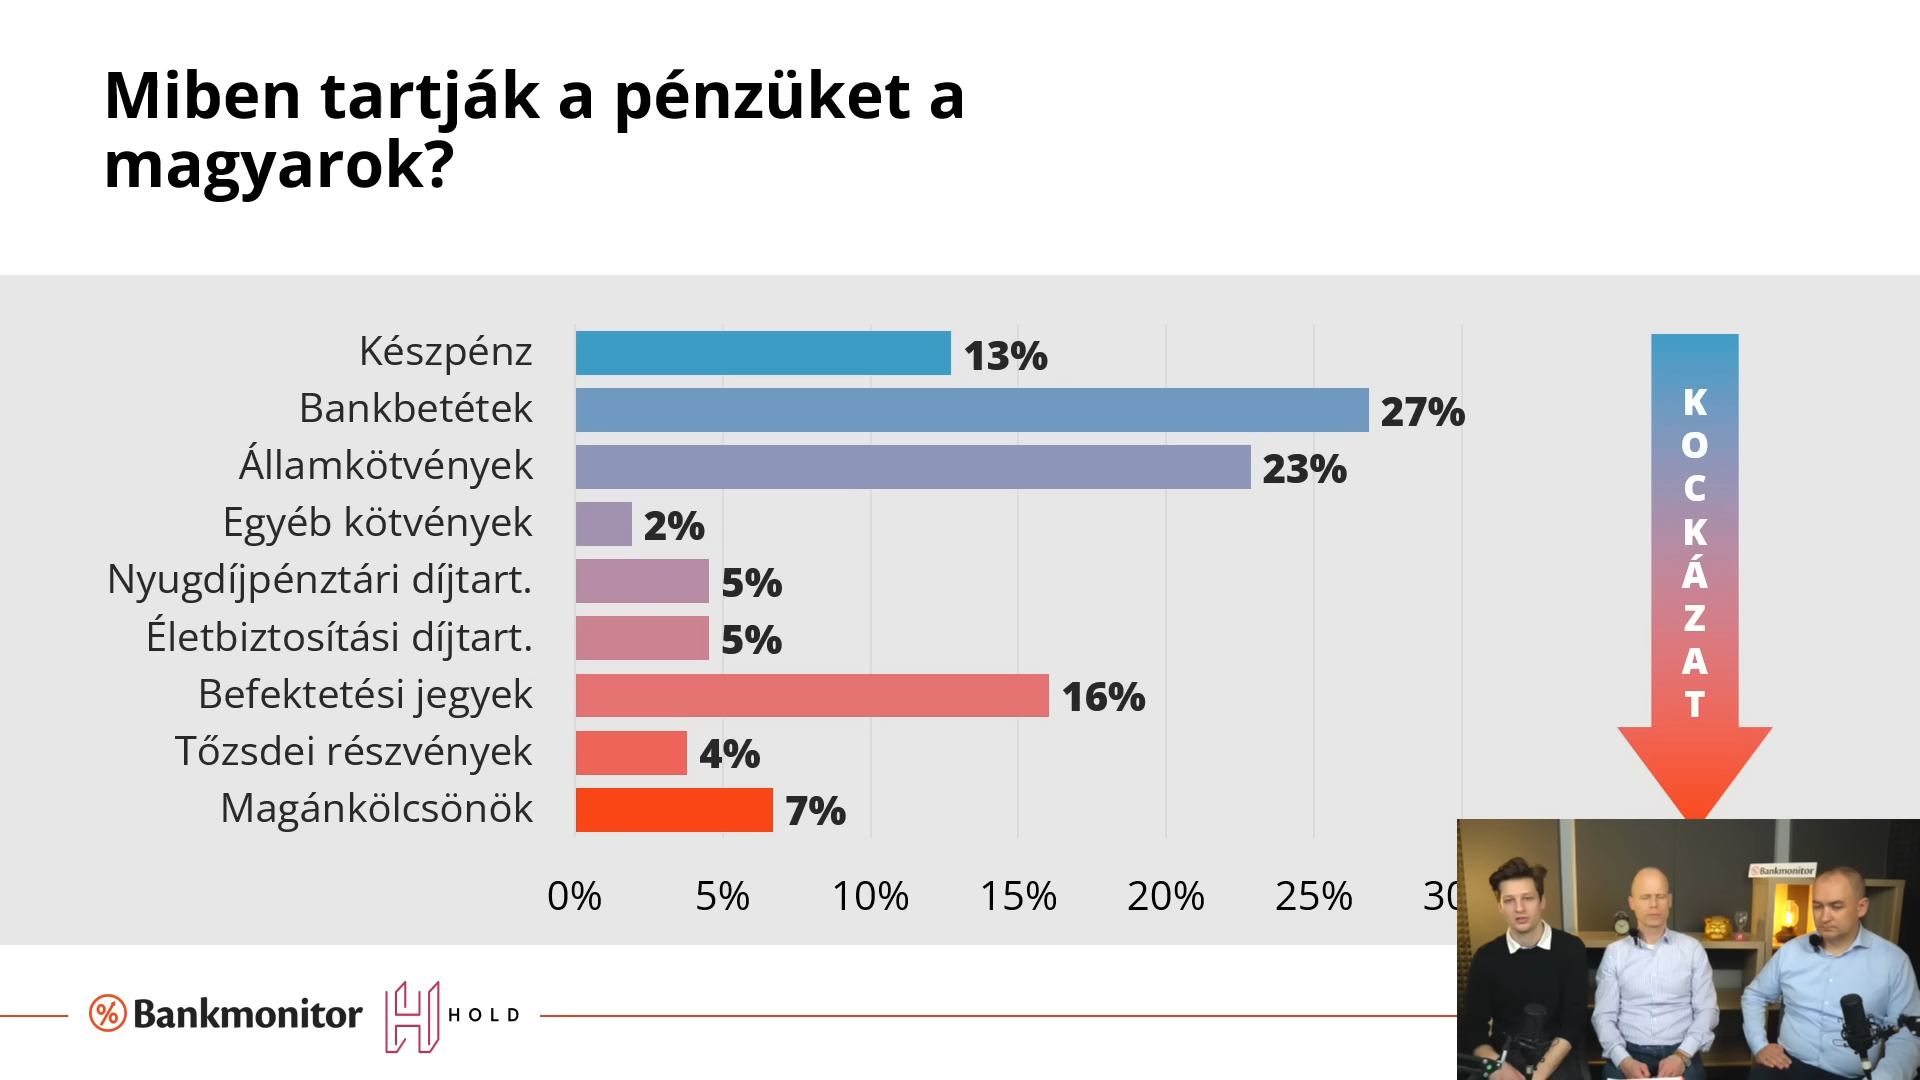 Miben tartják a pénzüket a
magyarok?
Készpénz 13%
Bankbetétek 27%
Államkötvények 23%
Egyéb kötvények 2%
Nyugdíjpénztári díjtart. 5%
Életbiztosítási díjtart. 5%
Befektetési jegyek 16%
Tőzsdei részvények 4%
Magánkölcsönök 7%
0% 5% 10% 15% 20% 25%
K
O
C
K
Á
Z
A
T
Bankmonitor
% Bankmonitor HOLD